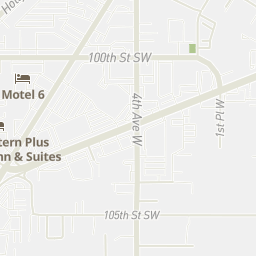 100th St SW
Motel 6
4th Ave W
1st Pl W
tern Plus
nn & Suites
105th St SW